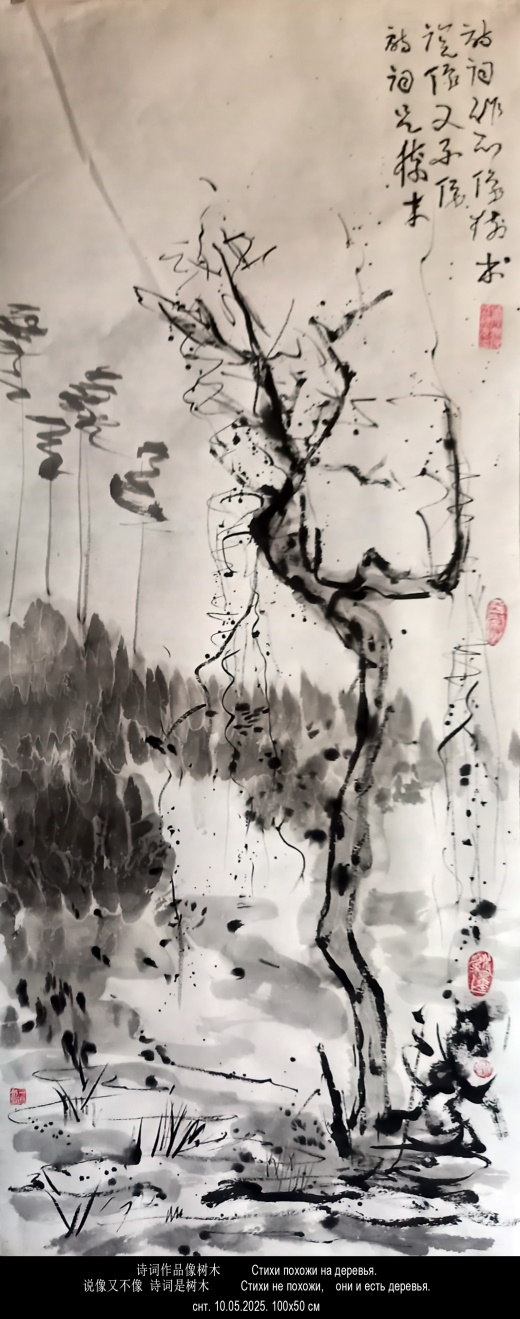 诗词作品像树木
说像又不像
诗词是树木
诗词作品像树木 Стихи похожи на деревья.
说像又不像 诗词是树木 Стихи не похожи, они и есть деревья.
снт. 10.05.2025. 100x50 см